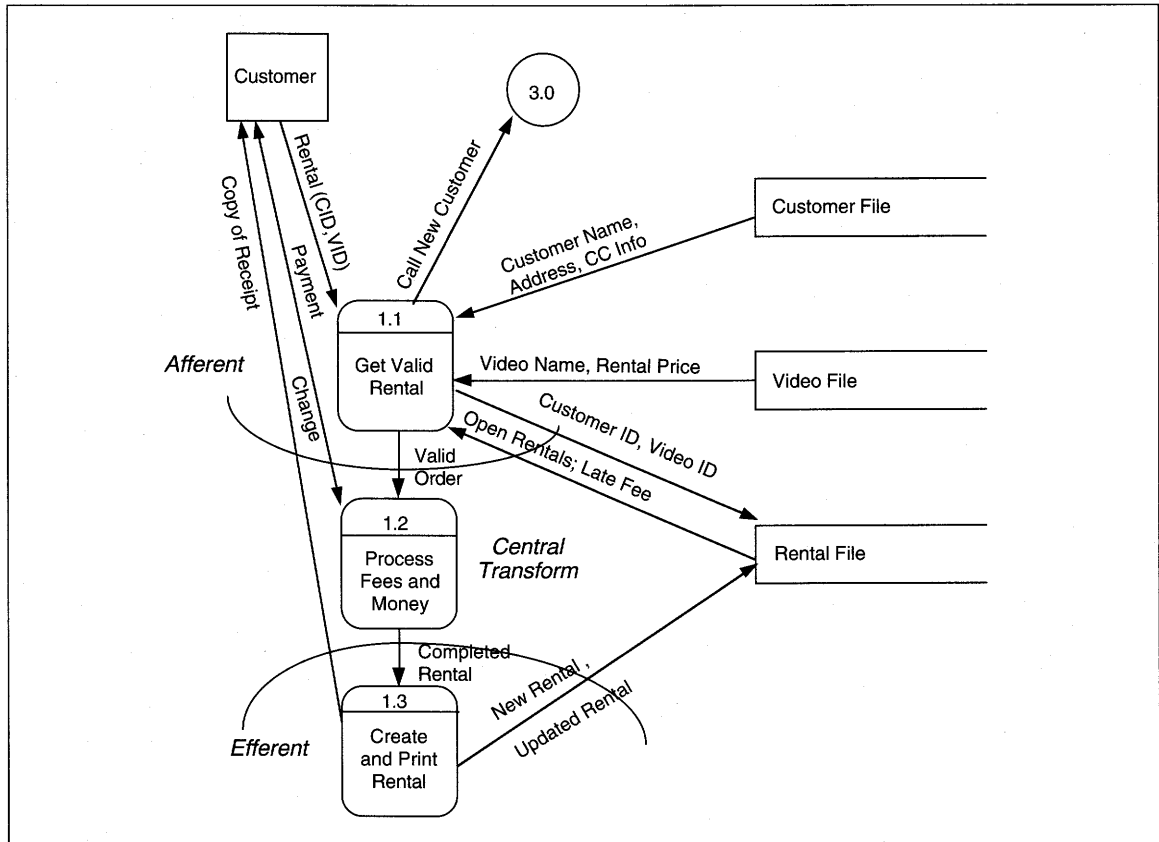 Customer
3.0
Rental (CID,VID)
Copy of Receipt
Payment
Change
Call New Customer
Customer File
Customer Name,
Address, CC Info
1.1
Get Valid
Rental
Afferent
Video Name, Rental Price
Video File
Customer ID, Video ID
Open Rentals; Late Fee
Valid
Order
1.2
Process
Fees and
Money
Central
Transform
Rental File
Completed
Rental
New Rental ,
Updated Rental
1.3
Create
and Print
Rental
Efferent